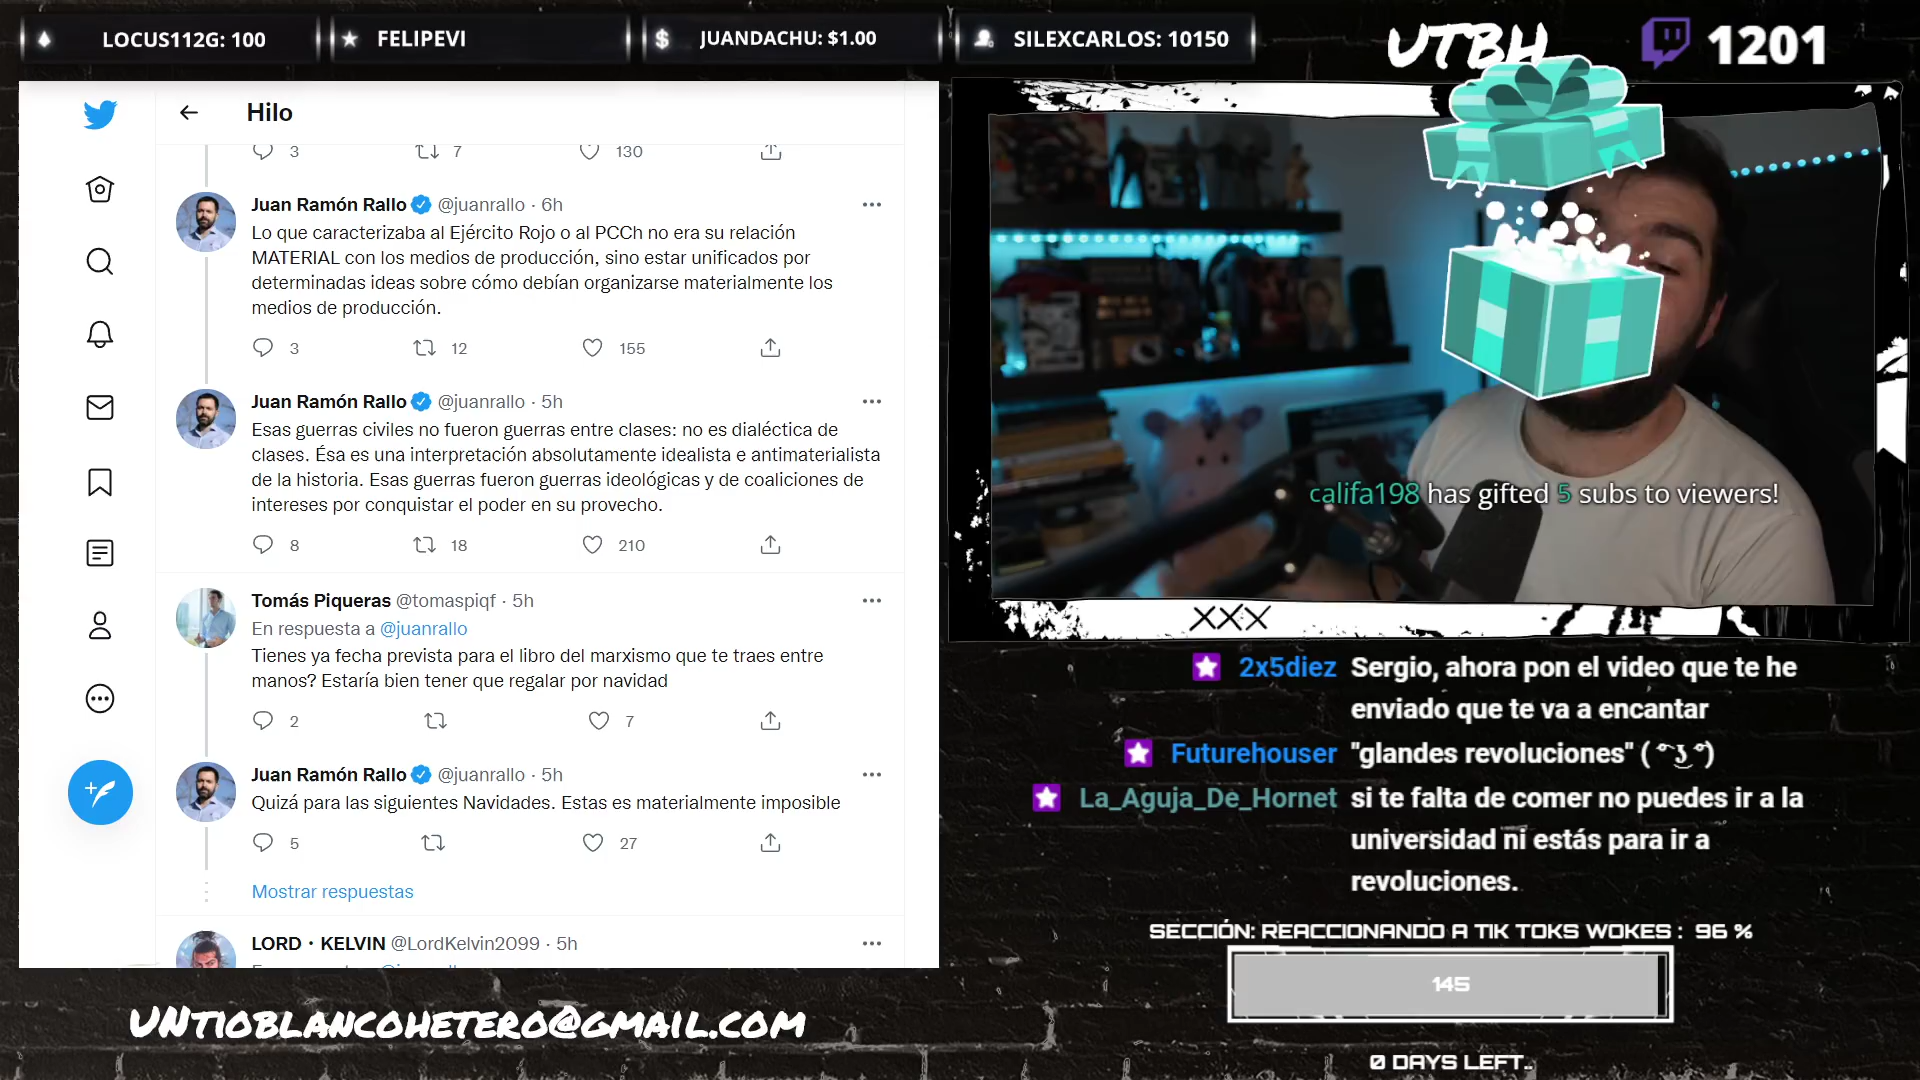 LOCUS112G: 100
FELIPEVI
JUANDACHU: $1.00
SILEXCARLOS: 10150
UTBH
1201
Hilo
3 7 130
Juan Ramón Rallo @juanrallo · 6h
Lo que caracterizaba al Ejército Rojo o al PCCh no era su relación
MATERIAL con los medios de producción, sino estar unificados por
determinadas ideas sobre cómo debían organizarse materialmente los
medios de producción.
3 12 155
Juan Ramón Rallo @juanrallo · 5h
Esas guerras civiles no fueron guerras entre clases: no es dialéctica de
clases. Ésa es una interpretación absolutamente idealista e antimaterialista
de la historia. Esas guerras fueron guerras ideológicas y de coaliciones de
intereses por conquistar el poder en su provecho.
8 18 210
Tomás Piqueras @tomaspiqf · 5h
En respuesta a @juanrallo
Tienes ya fecha prevista para el libro del marxismo que te traes entre
manos? Estaría bien tener que regalar por navidad
2 7
Juan Ramón Rallo @juanrallo · 5h
Quizá para las siguientes Navidades. Estas es materialmente imposible
5 27
Mostrar respuestas
LORD • KELVIN @LordKelvin2099 · 5h
califa198 has gifted 5 subs to viewers!
XXX
2x5diez Sergio, ahora pon el video que te he
enviado que te va a encantar
Futurehouser "glandes revoluciones" ( ͡° ͜ʖ ͡°)
La_Aguja_De_Hornet si te falta de comer no puedes ir a la
universidad ni estás para ir a
revoluciones.
SECCIÓN: REACCIONANDO A TIK TOKS WOKES : 96 %
145
0 DAYS LEFT..
UNTIOBLANCOHETERO@GMAIL.COM